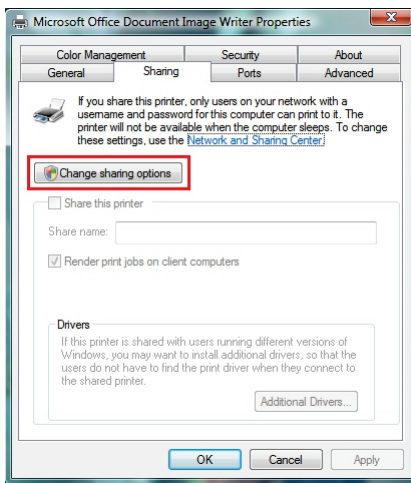 Microsoft Office Document Image Writer Properties
Color Management Security About
General Sharing Ports Advanced
If you share this printer, only users on your network with a
username and password for this computer can print to it. The
printer will not be available when the computer sleeps. To change
these settings, use the Network and Sharing Center.
Change sharing options
Share this printer
Share name:
Render print jobs on client computers
Drivers
If this printer is shared with users running different versions of
Windows, you may want to install additional drivers, so that the
users do not have to find the print driver when they connect to
the shared printer.
Additional Drivers...
OK Cancel Apply